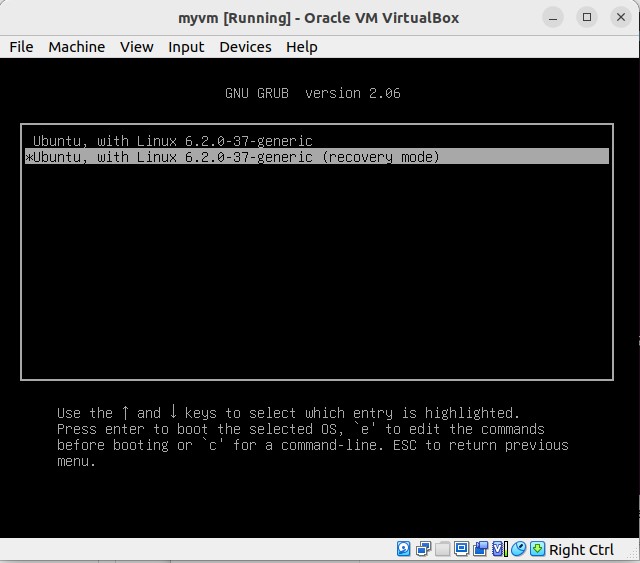 myvm [Running] - Oracle VM VirtualBox
File Machine View Input Devices Help
GNU GRUB version 2.06
Ubuntu, with Linux 6.2.0-37-generic
*Ubuntu, with Linux 6.2.0-37-generic (recovery mode)
Use the ↑ and ↓ keys to select which entry is highlighted.
Press enter to boot the selected OS, `e' to edit the commands
before booting or `c' for a command-line. ESC to return previous
menu.
Right Ctrl